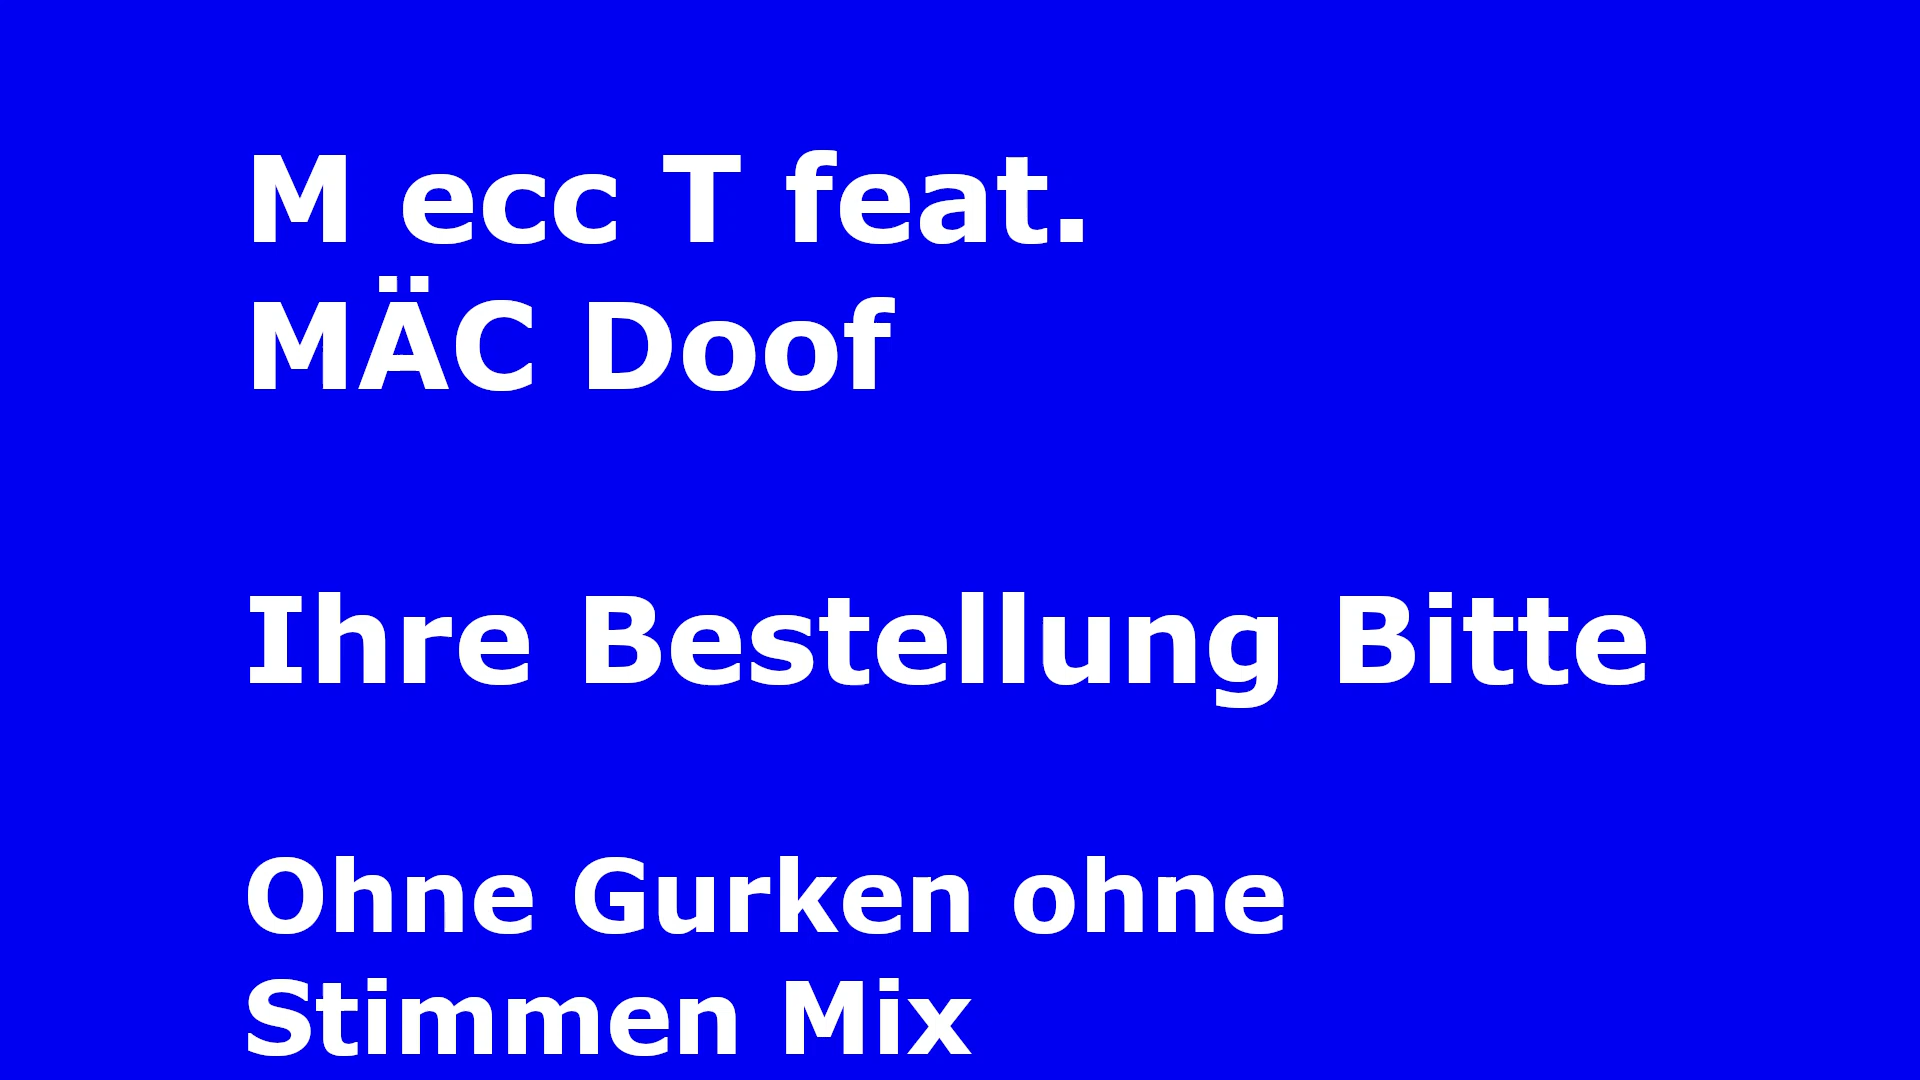 M ecc T feat.
MÄC Doof
Ihre Bestellung Bitte
Ohne Gurken ohne
Stimmen Mix